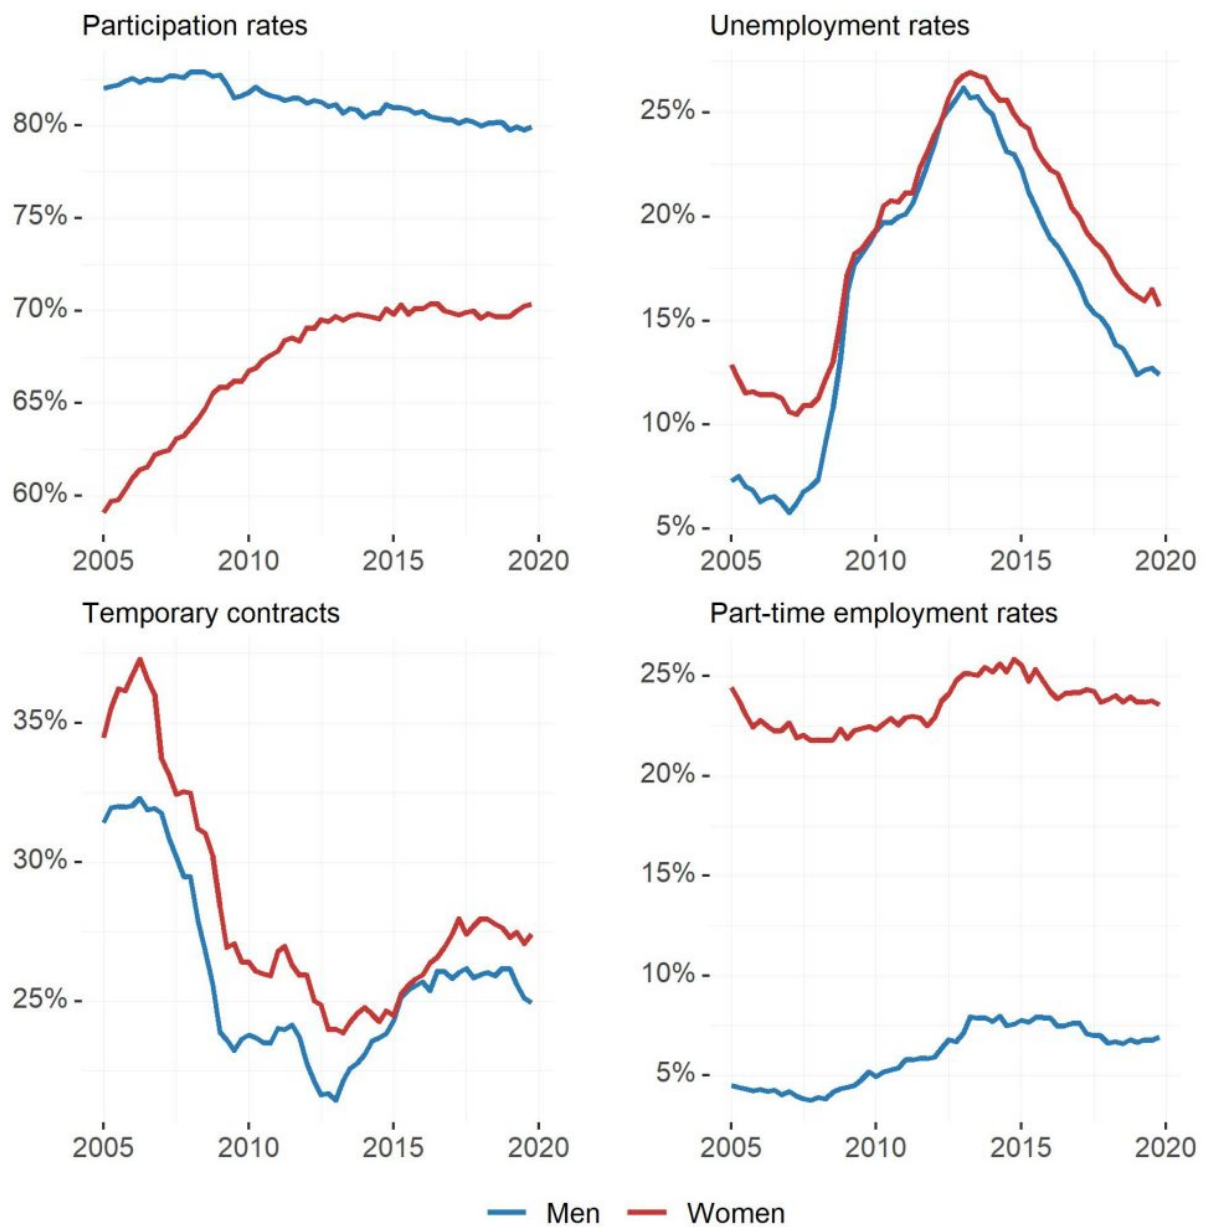 Participation rates
80%
75%
70%
65%
60%
2005 2010 2015 2020
Unemployment rates
25%
20%
15%
10%
5%
2005 2010 2015 2020
Temporary contracts
35%
30%
25%
2005 2010 2015 2020
Part-time employment rates
25%
20%
15%
10%
5%
2005 2010 2015 2020
Men Women